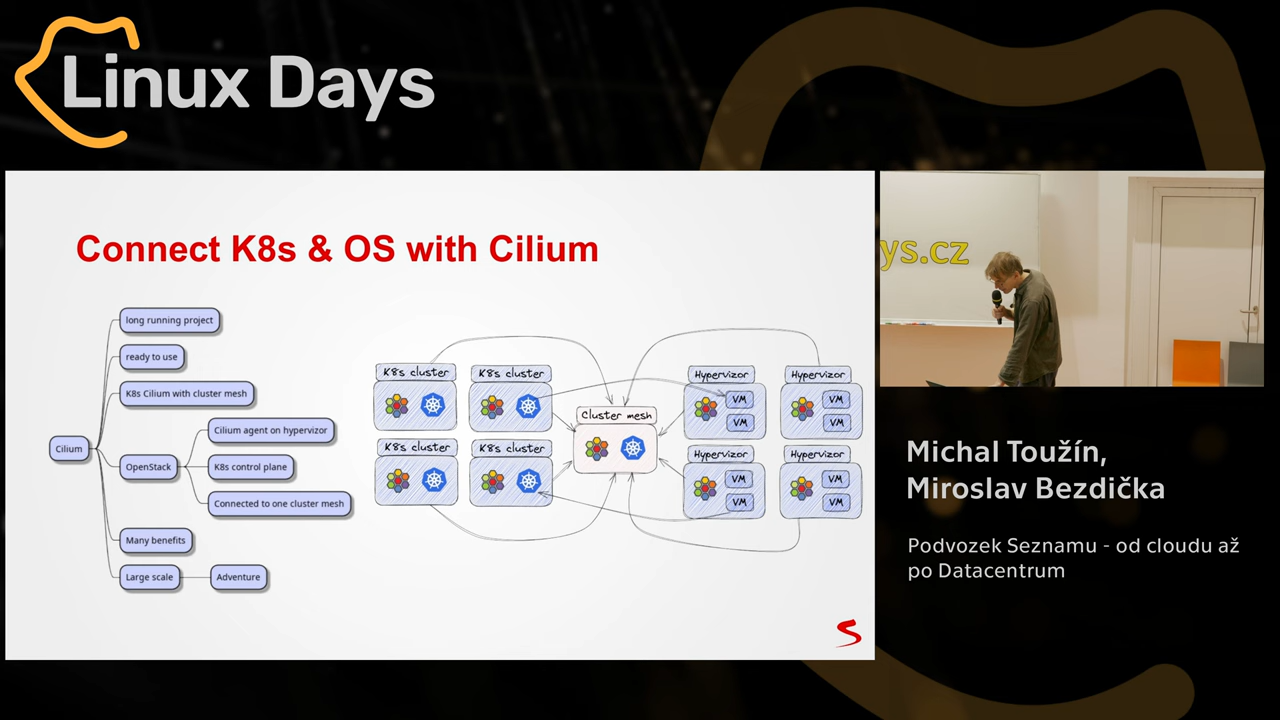 Linux Days
Connect K8s & OS with Cilium
Cilium
long running project
ready to use
K8s Cilium with cluster mesh
OpenStack
Cilium agent on hypervizor
K8s control plane
Connected to one cluster mesh
Many benefits
Large scale
Adventure
K8s cluster
K8s cluster
K8s cluster
K8s cluster
Cluster mesh
Hypervizor
VM
VM
Hypervizor
VM
VM
Hypervizor
VM
VM
Hypervizor
VM
VM
ys.cz
Michal Toužín,
Miroslav Bezdička
Podvozek Seznamu - od cloudu až
po Datacentrum